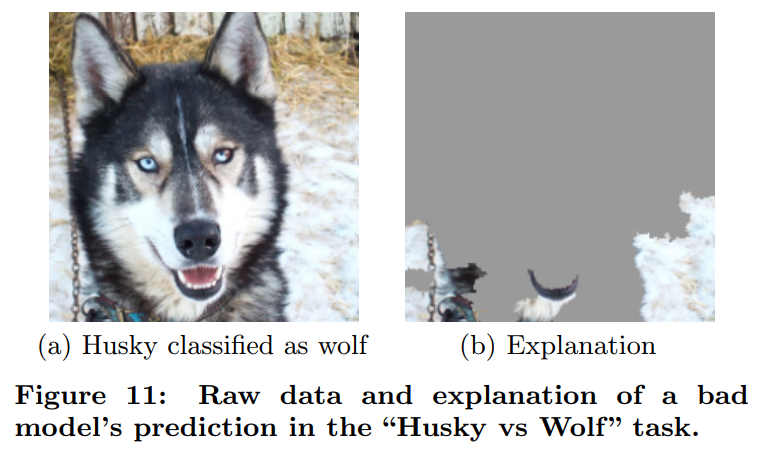 (a) Husky classified as wolf
(b) Explanation
Figure 11: Raw data and explanation of a bad
model's prediction in the “Husky vs Wolf” task.